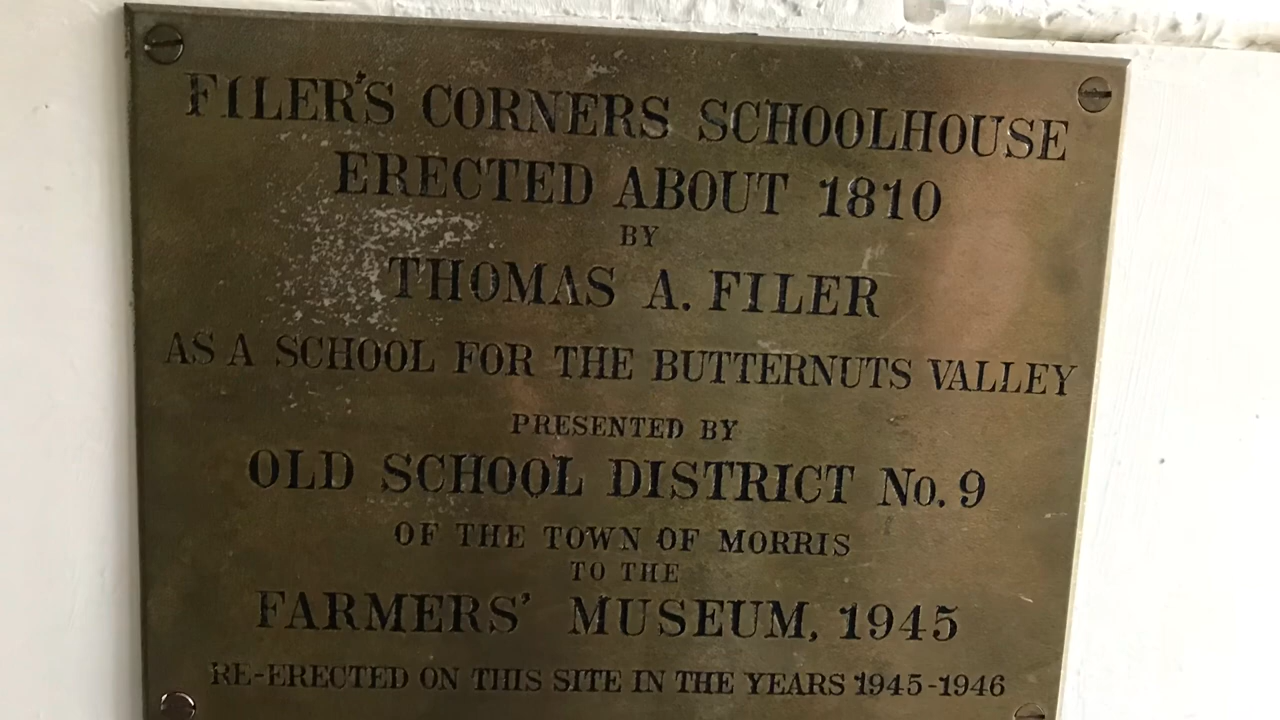 FILER'S CORNERS SCHOOLHOUSE
ERECTED ABOUT 1810
BY
THOMAS A. FILER
AS A SCHOOL FOR THE BUTTERNUTS VALLEY
PRESENTED BY
OLD SCHOOL DISTRICT No. 9
OF THE TOWN OF MORRIS
TO THE
FARMERS' MUSEUM, 1945
RE-ERECTED ON THIS SITE IN THE YEARS 1945-1946